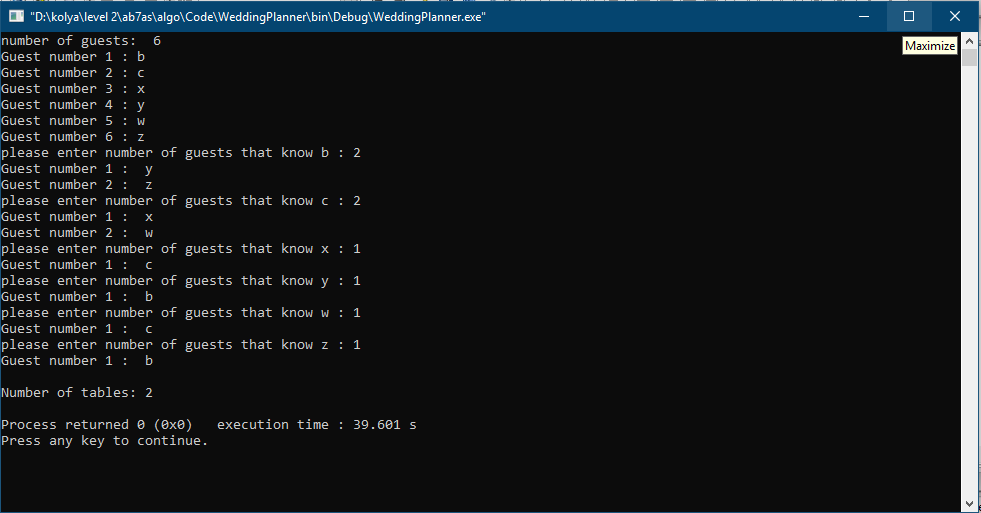 "D:\kolya\level 2\ab7as\algo\Code\WeddingPlanner\bin\Debug\WeddingPlanner.exe"
number of guests:  6
Maximize
Guest number 1 : b
Guest number 2 : c
Guest number 3 : x
Guest number 4 : y
Guest number 5 : w
Guest number 6 : z
please enter number of guests that know b : 2
Guest number 1 :  y
Guest number 2 :  z
please enter number of guests that know c : 2
Guest number 1 :  x
Guest number 2 :  w
please enter number of guests that know x : 1
Guest number 1 :  c
please enter number of guests that know y : 1
Guest number 1 :  b
please enter number of guests that know w : 1
Guest number 1 :  c
please enter number of guests that know z : 1
Guest number 1 :  b
Number of tables: 2
Process returned 0 (0x0)   execution time : 39.601 s
Press any key to continue.